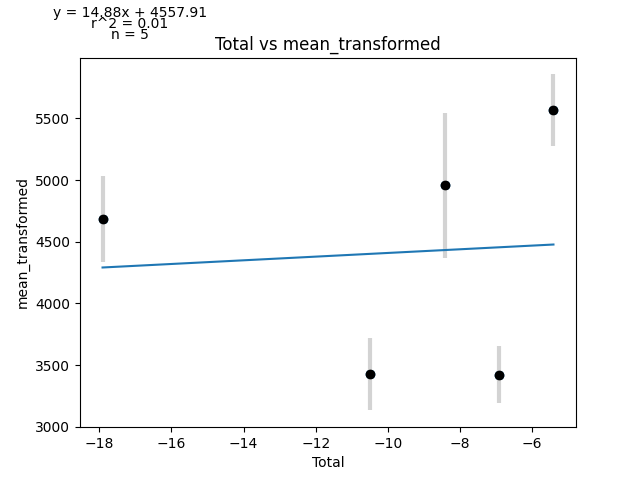 y = 14.88x + 4557.91
r^2 = 0.01
n = 5
Total vs mean_transformed
mean_transformed
5500
5000
4500
4000
3500
3000
−18
−16
−14
−12
−10
−8
−6
Total